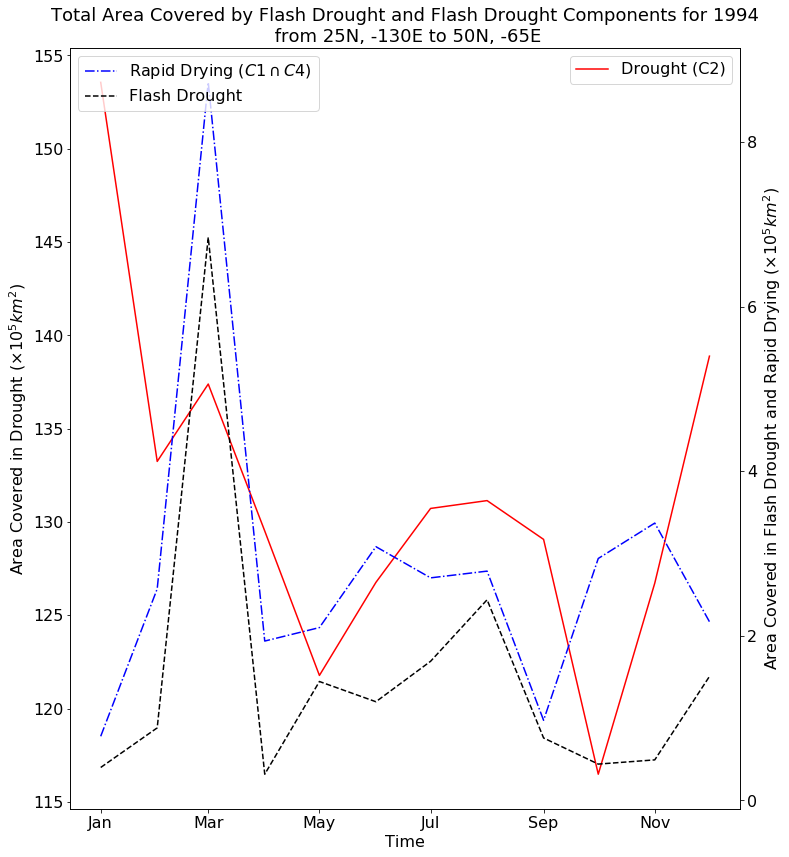 Total Area Covered by Flash Drought and Flash Drought Components for 1994
from 25N, -130E to 50N, -65E
Rapid Drying (C1 ∩ C4)
Flash Drought
Drought (C2)
Area Covered in Drought (×10⁵km²)
155
150
145
140
135
130
125
120
115
Area Covered in Flash Drought and Rapid Drying (×10⁵km²)
8
6
4
2
0
Jan Mar May Jul Sep Nov
Time